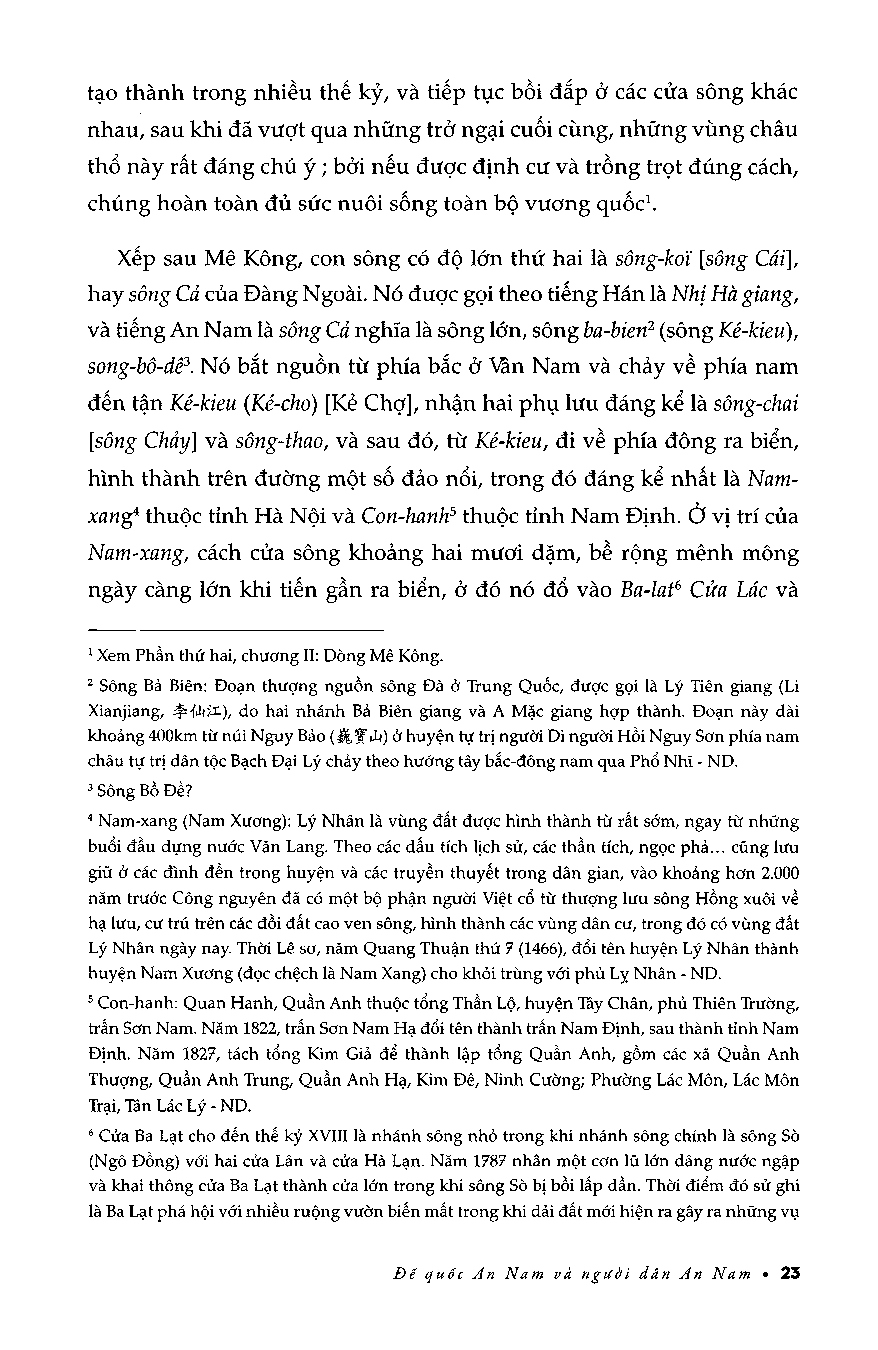 tạo thành trong nhiều thế kỷ, và tiếp tục bồi đắp ở các cửa sông khác
nhau, sau khi đã vượt qua những trở ngại cuối cùng, những vùng châu
thổ này rất đáng chú ý ; bởi nếu được định cư và trồng trọt đúng cách,
chúng hoàn toàn đủ sức nuôi sống toàn bộ vương quốc¹.
Xếp sau Mê Kông, con sông có độ lớn thứ hai là sông-koï [sông Cái],
hay sông Cả của Đàng Ngoài. Nó được gọi theo tiếng Hán là Nhị Hà giang,
và tiếng An Nam là sông Cả nghĩa là sông lớn, sông ba-bien² (sông Ké-kieu),
song-bô-dê³. Nó bắt nguồn từ phía bắc ở Vân Nam và chảy về phía nam
đến tận Ké-kieu (Ké-cho) [Kẻ Chợ], nhận hai phụ lưu đáng kể là sông-chai
[sông Chảy] và sông-thao, và sau đó, từ Ké-kieu, đi về phía đông ra biển,
hình thành trên đường một số đảo nổi, trong đó đáng kể nhất là Nam-
xang⁴ thuộc tỉnh Hà Nội và Con-hanh⁵ thuộc tỉnh Nam Định. Ở vị trí của
Nam-xang, cách cửa sông khoảng hai mươi dặm, bề rộng mênh mông
ngày càng lớn khi tiến gần ra biển, ở đó nó đổ vào Ba-lat⁶ Cửa Lác và
¹ Xem Phần thứ hai, chương II: Dòng Mê Kông.
² Sông Bả Biên: Đoạn thượng nguồn sông Đà ở Trung Quốc, được gọi là Lý Tiên giang (Li
Xianjiang, 李仙江), do hai nhánh Bả Biên giang và A Mặc giang hợp thành. Đoạn này dài
khoảng 400km từ núi Nguy Bảo (巍寶山) ở huyện tự trị người Di người Hồi Nguy Sơn phía nam
châu tự trị dân tộc Bạch Đại Lý chảy theo hướng tây bắc-đông nam qua Phổ Nhĩ - ND.
³ Sông Bồ Đề?
⁴ Nam-xang (Nam Xương): Lý Nhân là vùng đất được hình thành từ rất sớm, ngay từ những
buổi đầu dựng nước Văn Lang. Theo các dấu tích lịch sử, các thần tích, ngọc phả... cũng lưu
giữ ở các đình đền trong huyện và các truyền thuyết trong dân gian, vào khoảng hơn 2.000
năm trước Công nguyên đã có một bộ phận người Việt cổ từ thượng lưu sông Hồng xuôi về
hạ lưu, cư trú trên các đồi đất cao ven sông, hình thành các vùng dân cư, trong đó có vùng đất
Lý Nhân ngày nay. Thời Lê sơ, năm Quang Thuận thứ 7 (1466), đổi tên huyện Lý Nhân thành
huyện Nam Xương (đọc chệch là Nam Xang) cho khỏi trùng với phủ Lỵ Nhân - ND.
⁵ Con-hanh: Quan Hanh, Quần Anh thuộc tổng Thần Lộ, huyện Tây Chân, phủ Thiên Trường,
trấn Sơn Nam. Năm 1822, trấn Sơn Nam Hạ đổi tên thành trấn Nam Định, sau thành tỉnh Nam
Định. Năm 1827, tách tổng Kim Giả để thành lập tổng Quần Anh, gồm các xã Quần Anh
Thượng, Quần Anh Trung, Quần Anh Hạ, Kim Đê, Ninh Cường; Phường Lác Môn, Lác Môn
Trại, Tân Lác Lý - ND.
⁶ Cửa Ba Lạt cho đến thế kỷ XVIII là nhánh sông nhỏ trong khi nhánh sông chính là sông Sò
(Ngô Đồng) với hai cửa Lân và cửa Hà Lạn. Năm 1787 nhân một cơn lũ lớn dâng nước ngập
và khai thông cửa Ba Lạt thành cửa lớn trong khi sông Sò bị bồi lấp dần. Thời điểm đó sử ghi
là Ba Lạt phá hội với nhiều ruộng vườn biến mất trong khi dải đất mới hiện ra gây ra những vụ
Đế quốc An Nam và người dân An Nam • 23